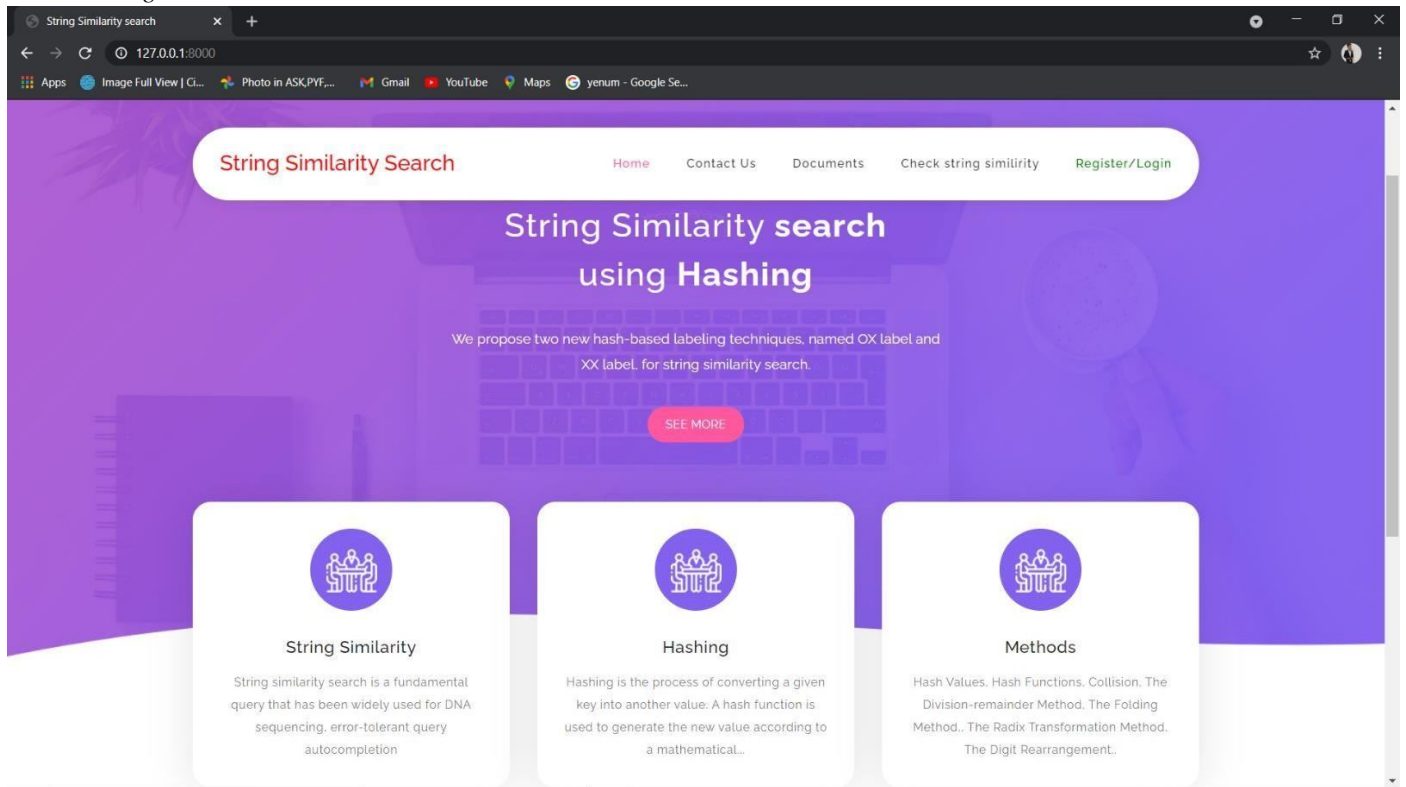 String Similarity search
127.0.0.1:8000
Apps
Image Full View | Ci...
Photo in ASK,PYF,...
Gmail
YouTube
Maps
yenum - Google Se...
String Similarity Search
Home
Contact Us
Documents
Check string similirity
Register/Login
String Similarity search
using Hashing
We propose two new hash-based labeling techniques, named OX label and
XX label. for string similarity search.
SEE MORE
String Similarity
String similarity search is a fundamental
query that has been widely used for DNA
sequencing, error-tolerant query
autocompletion
Hashing
Hashing is the process of converting a given
key into another value. A hash function is
used to generate the new value according to
a mathematical...
Methods
Hash Values, Hash Functions, Collision, The
Division-remainder Method, The Folding
Method.. The Radix Transformation Method.
The Digit Rearrangement..